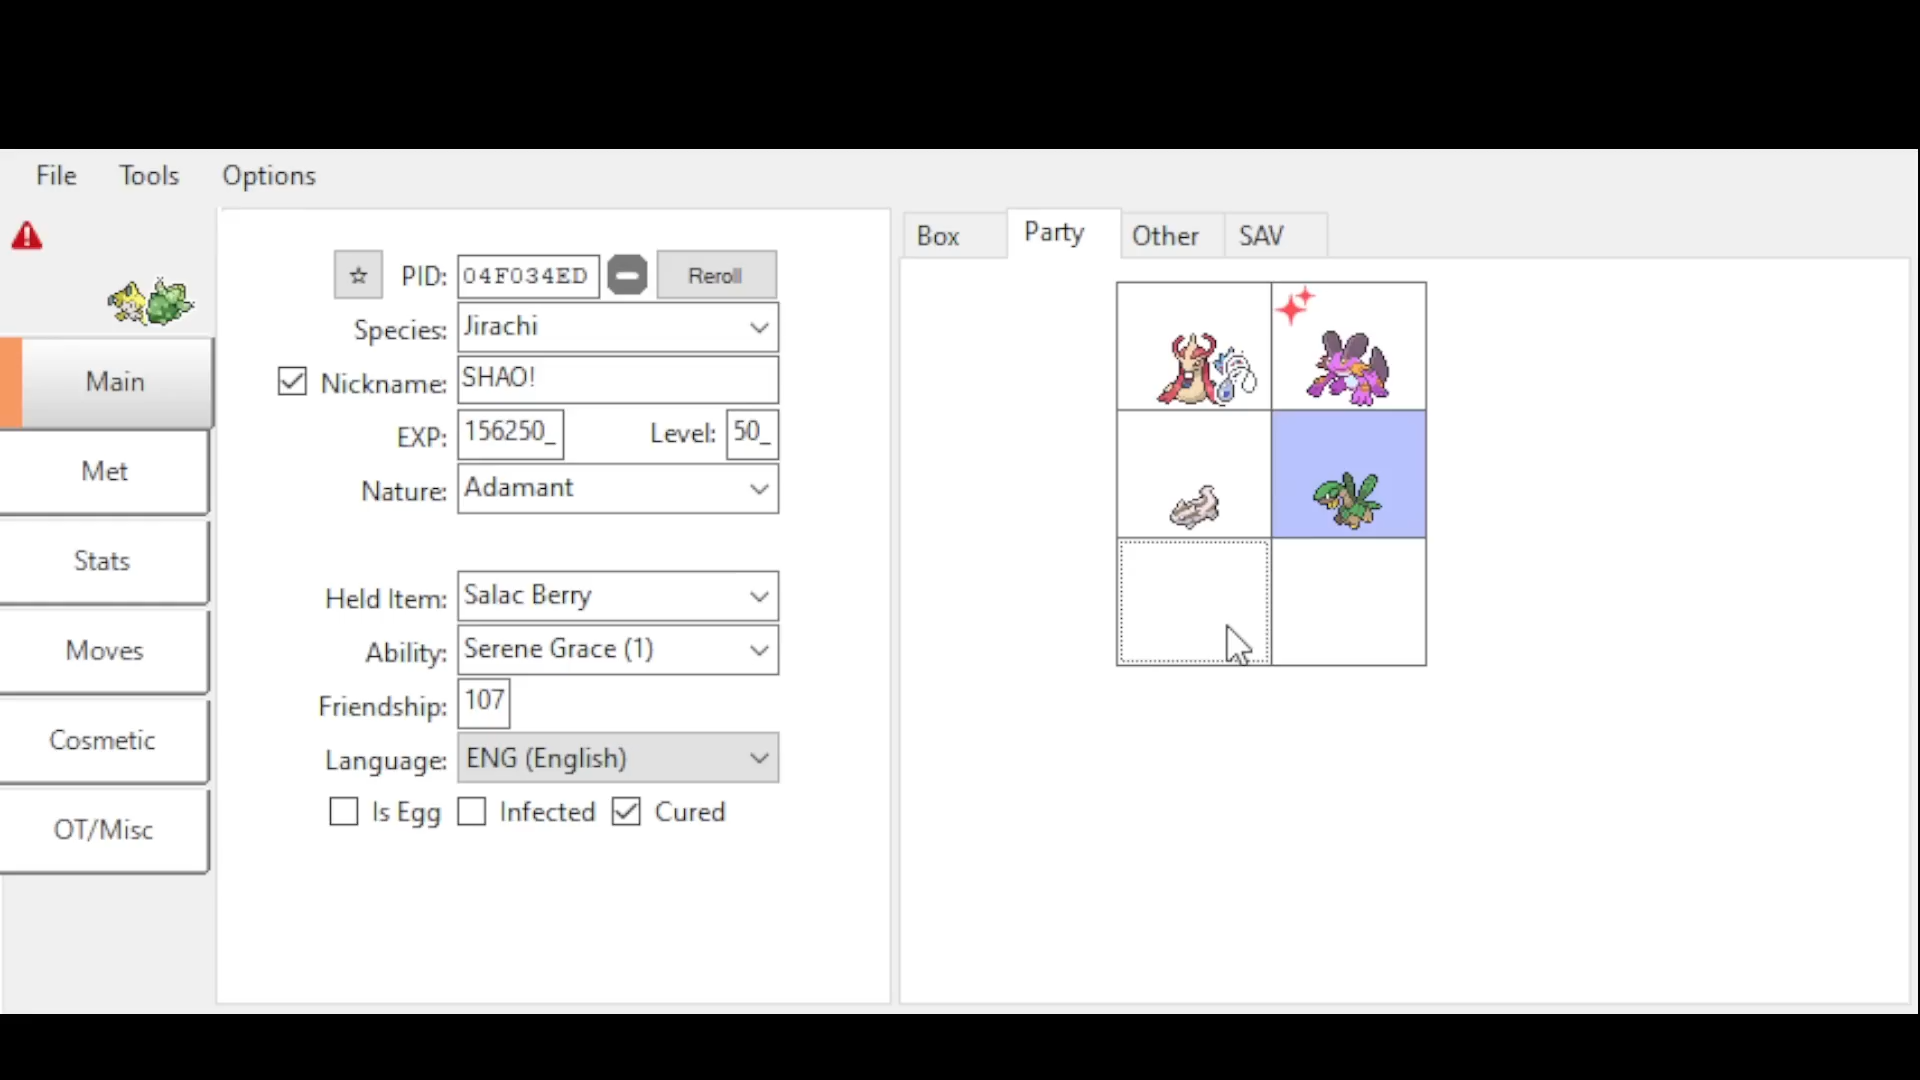 File Tools Options
PID: 04F034ED Reroll
Species: Jirachi
Nickname: SHAO!
EXP: 156250_ Level: 50_
Nature: Adamant
Held Item: Salac Berry
Ability: Serene Grace (1)
Friendship: 107
Language: ENG (English)
Is Egg Infected Cured
Main
Met
Stats
Moves
Cosmetic
OT/Misc
Box Party Other SAV